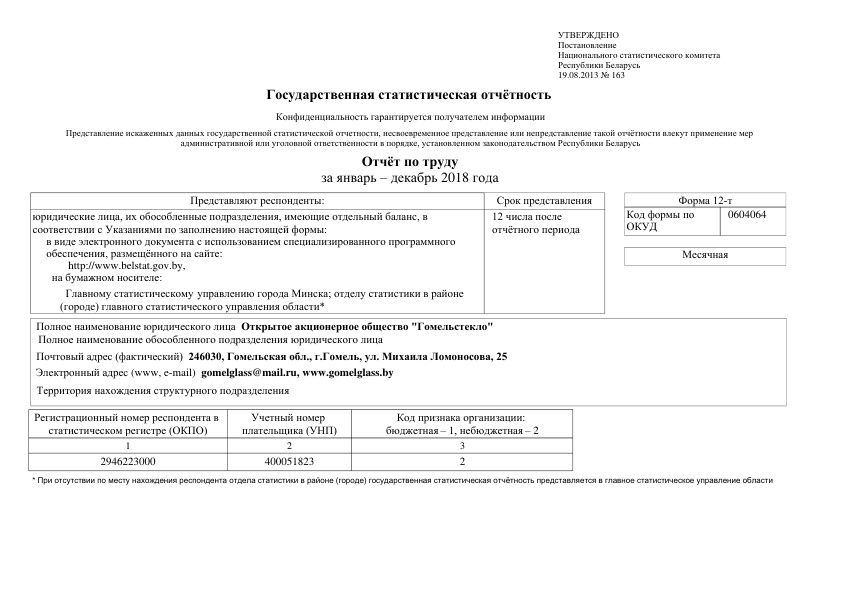 УТВЕРЖДЕНО
Постановление
Национального статистического комитета
Республики Беларусь
19.08.2013 № 163
Государственная статистическая отчётность
Конфиденциальность гарантируется получателем информации
Представление искаженных данных государственной статистической отчетности, несвоевременное представление или непредставление такой отчётности влекут применение мер
административной или уголовной ответственности в порядке, установленном законодательством Республики Беларусь
Отчёт по труду
за январь – декабрь 2018 года
Представляют респонденты:
Срок представления
юридические лица, их обособленные подразделения, имеющие отдельный баланс, в
соответствии с Указаниями по заполнению настоящей формы:
в виде электронного документа с использованием специализированного программного
обеспечения, размещённого на сайте:
http://www.belstat.gov.by,
на бумажном носителе:
Главному статистическому управлению города Минска; отделу статистики в районе
(городе) главного статистического управления области*
12 числа после
отчётного периода
Форма 12-т
Код формы по
ОКУД
0604064
Месячная
Полное наименование юридического лица Открытое акционерное общество "Гомельстекло"
Полное наименование обособленного подразделения юридического лица
Почтовый адрес (фактический) 246030, Гомельская обл., г.Гомель, ул. Михаила Ломоносова, 25
Электронный адрес (www, e-mail) gomelglass@mail.ru, www.gomelglass.by
Территория нахождения структурного подразделения
Регистрационный номер респондента в
статистическом регистре (ОКПО)
Учетный номер
плательщика (УНП)
Код признака организации:
бюджетная – 1, небюджетная – 2
1 2 3
2946223000 400051823 2
* При отсутствии по месту нахождения респондента отдела статистики в районе (городе) государственная статистическая отчётность представляется в главное статистическое управление области